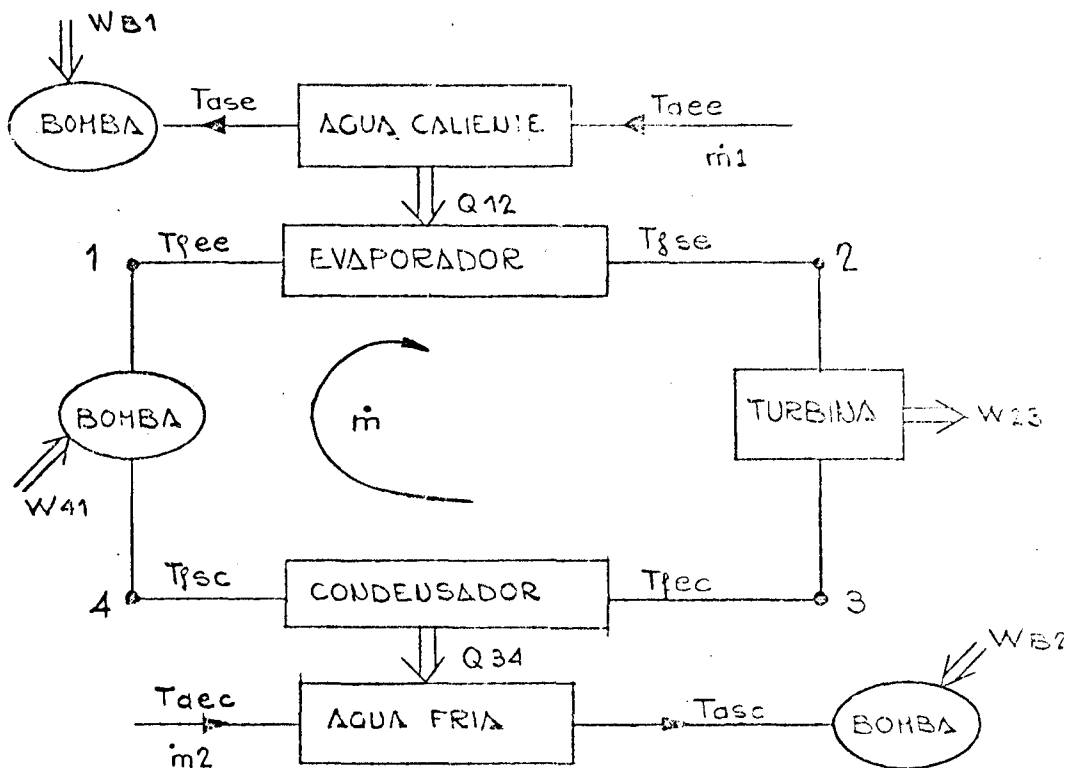 WB1
BOMBA
Tase
AGUA CALIENTE
Taee
ṁ1
Q12
1
Tfee
EVAPORADOR
Tfse
2
BOMBA
W41
ṁ
TURBINA
W23
4
Tfsc
CONDENSADOR
Tfec
3
Q34
WB2
Taec
ṁ2
AGUA FRIA
Tasc
BOMBA